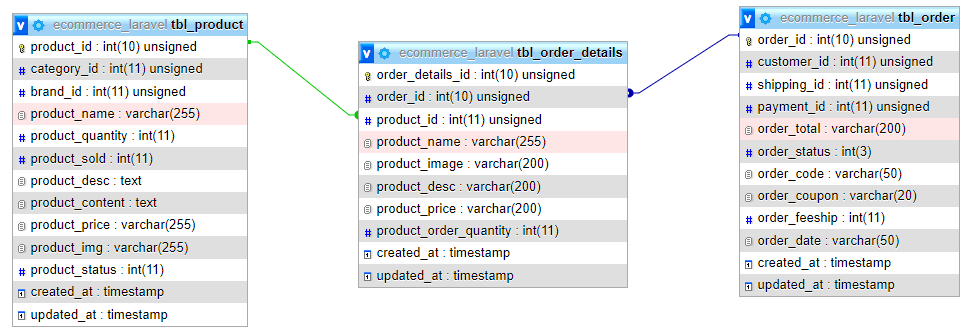 ecommerce_laravel tbl_product
product_id : int(10) unsigned
category_id : int(11) unsigned
brand_id : int(11) unsigned
product_name : varchar(255)
product_quantity : int(11)
product_sold : int(11)
product_desc : text
product_content : text
product_price : varchar(255)
product_img : varchar(255)
product_status : int(11)
created_at : timestamp
updated_at : timestamp
ecommerce_laravel tbl_order_details
order_details_id : int(10) unsigned
order_id : int(10) unsigned
product_id : int(11) unsigned
product_name : varchar(255)
product_image : varchar(200)
product_desc : varchar(200)
product_price : varchar(200)
product_order_quantity : int(11)
created_at : timestamp
updated_at : timestamp
ecommerce_laravel tbl_order
order_id : int(10) unsigned
customer_id : int(11) unsigned
shipping_id : int(11) unsigned
payment_id : int(11) unsigned
order_total : varchar(200)
order_status : int(3)
order_code : varchar(50)
order_coupon : varchar(20)
order_feeship : int(11)
order_date : varchar(50)
created_at : timestamp
updated_at : timestamp